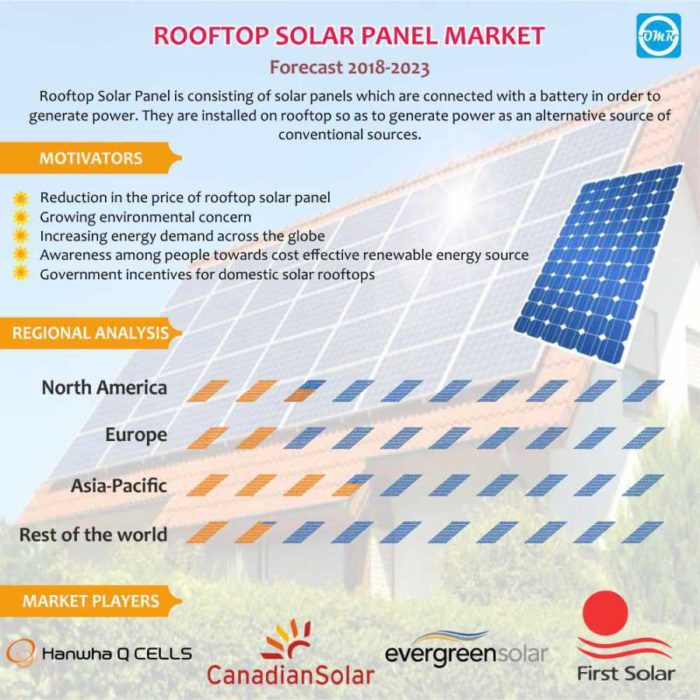 ROOFTOP SOLAR PANEL MARKET
OMR
Forecast 2018-2023
Rooftop Solar Panel is consisting of solar panels which are connected with a battery in order to
generate power. They are installed on rooftop so as to generate power as an alternative source of
conventional sources.
MOTIVATORS
Reduction in the price of rooftop solar panel
Growing environmental concern
Increasing energy demand across the globe
Awareness among people towards cost effective renewable energy source
Government incentives for domestic solar rooftops
REGIONAL ANALYSIS
North America
Europe
Asia-Pacific
Rest of the world
MARKET PLAYERS
Hanwha Q CELLS
CanadianSolar
evergreensolar
First Solar